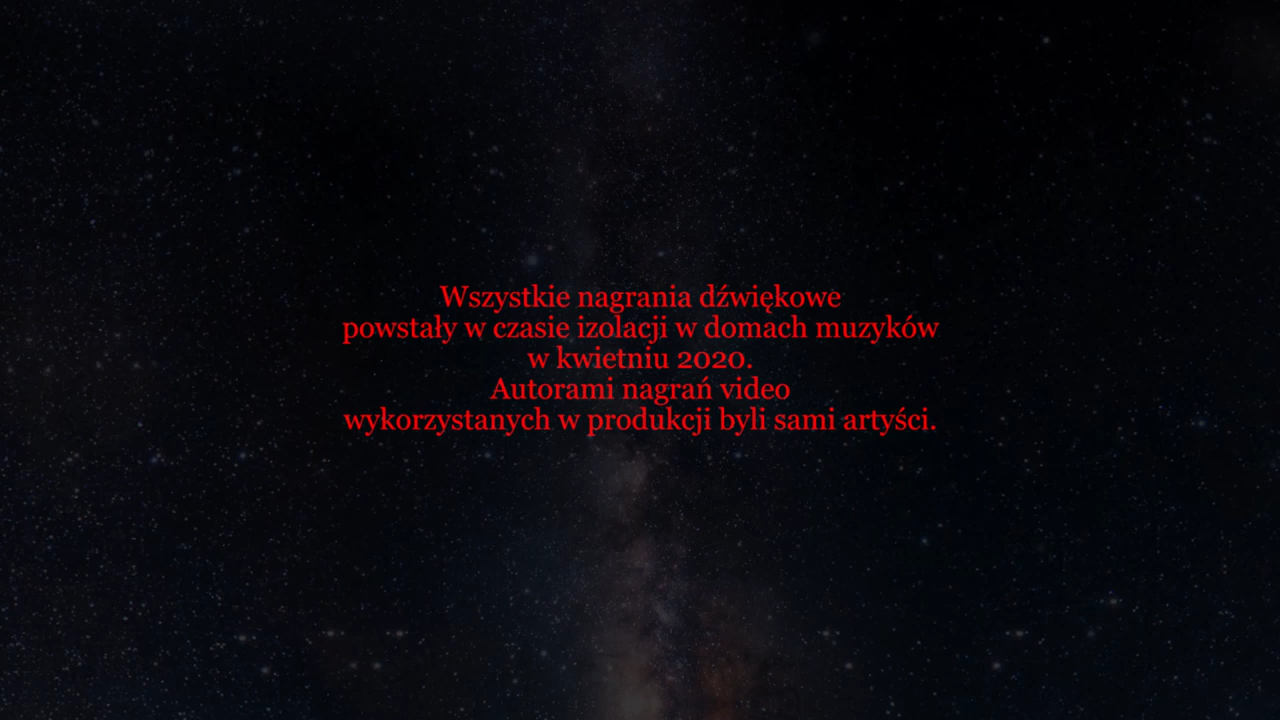 Wszystkie nagrania dźwiękowe
powstały w czasie izolacji w domach muzyków
w kwietniu 2020.
Autorami nagrań video
wykorzystanych w produkcji byli sami artyści.